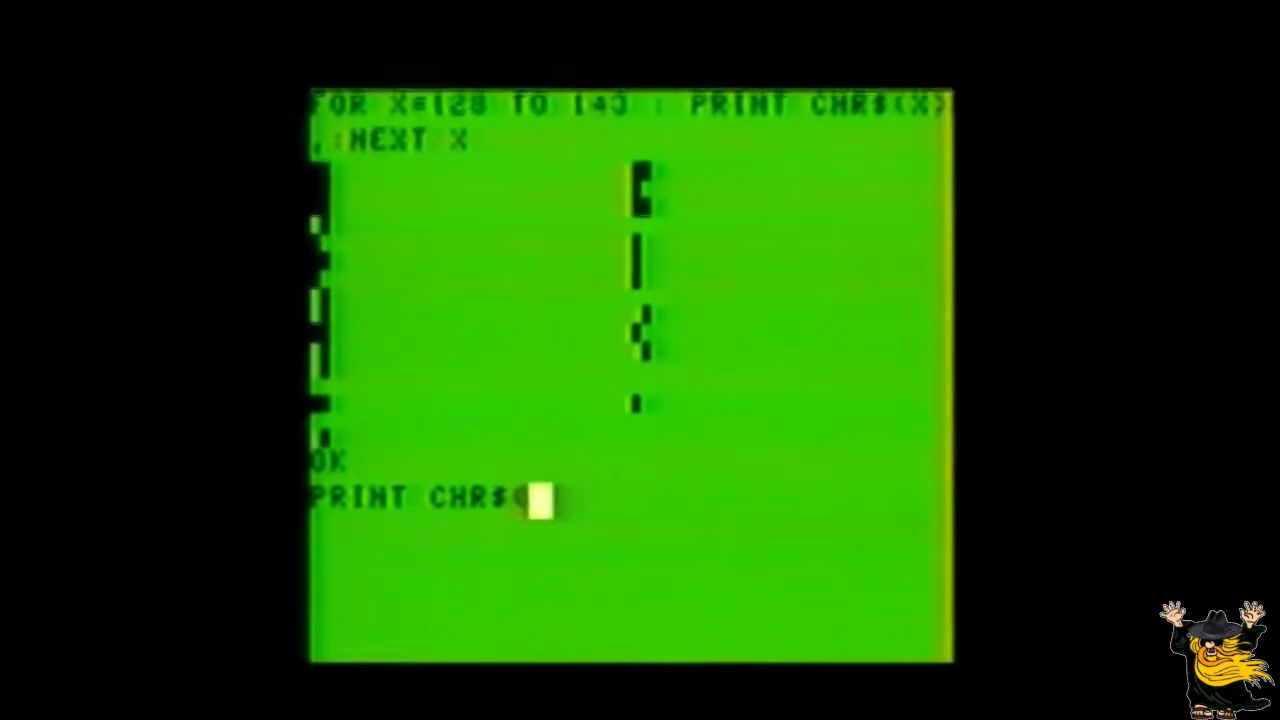 FOR X=128 TO 143 : PRINT CHR$(X)
, :NEXT X
OK
PRINT CHR$(